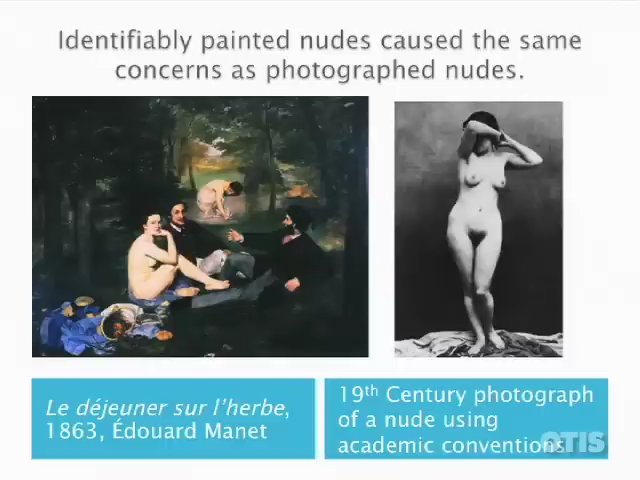 Identifiably painted nudes caused the same
concerns as photographed nudes.
Le déjeuner sur l'herbe,
1863, Édouard Manet
19th Century photograph
of a nude using
academic conventions
OTIS